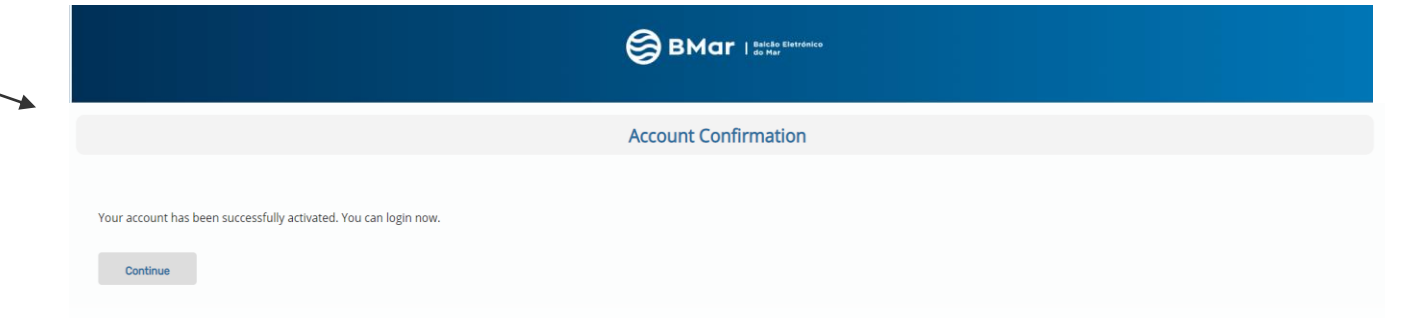 BMar | Balcão Eletrónico
do Mar
Account Confirmation
Your account has been successfully activated. You can login now.
Continue